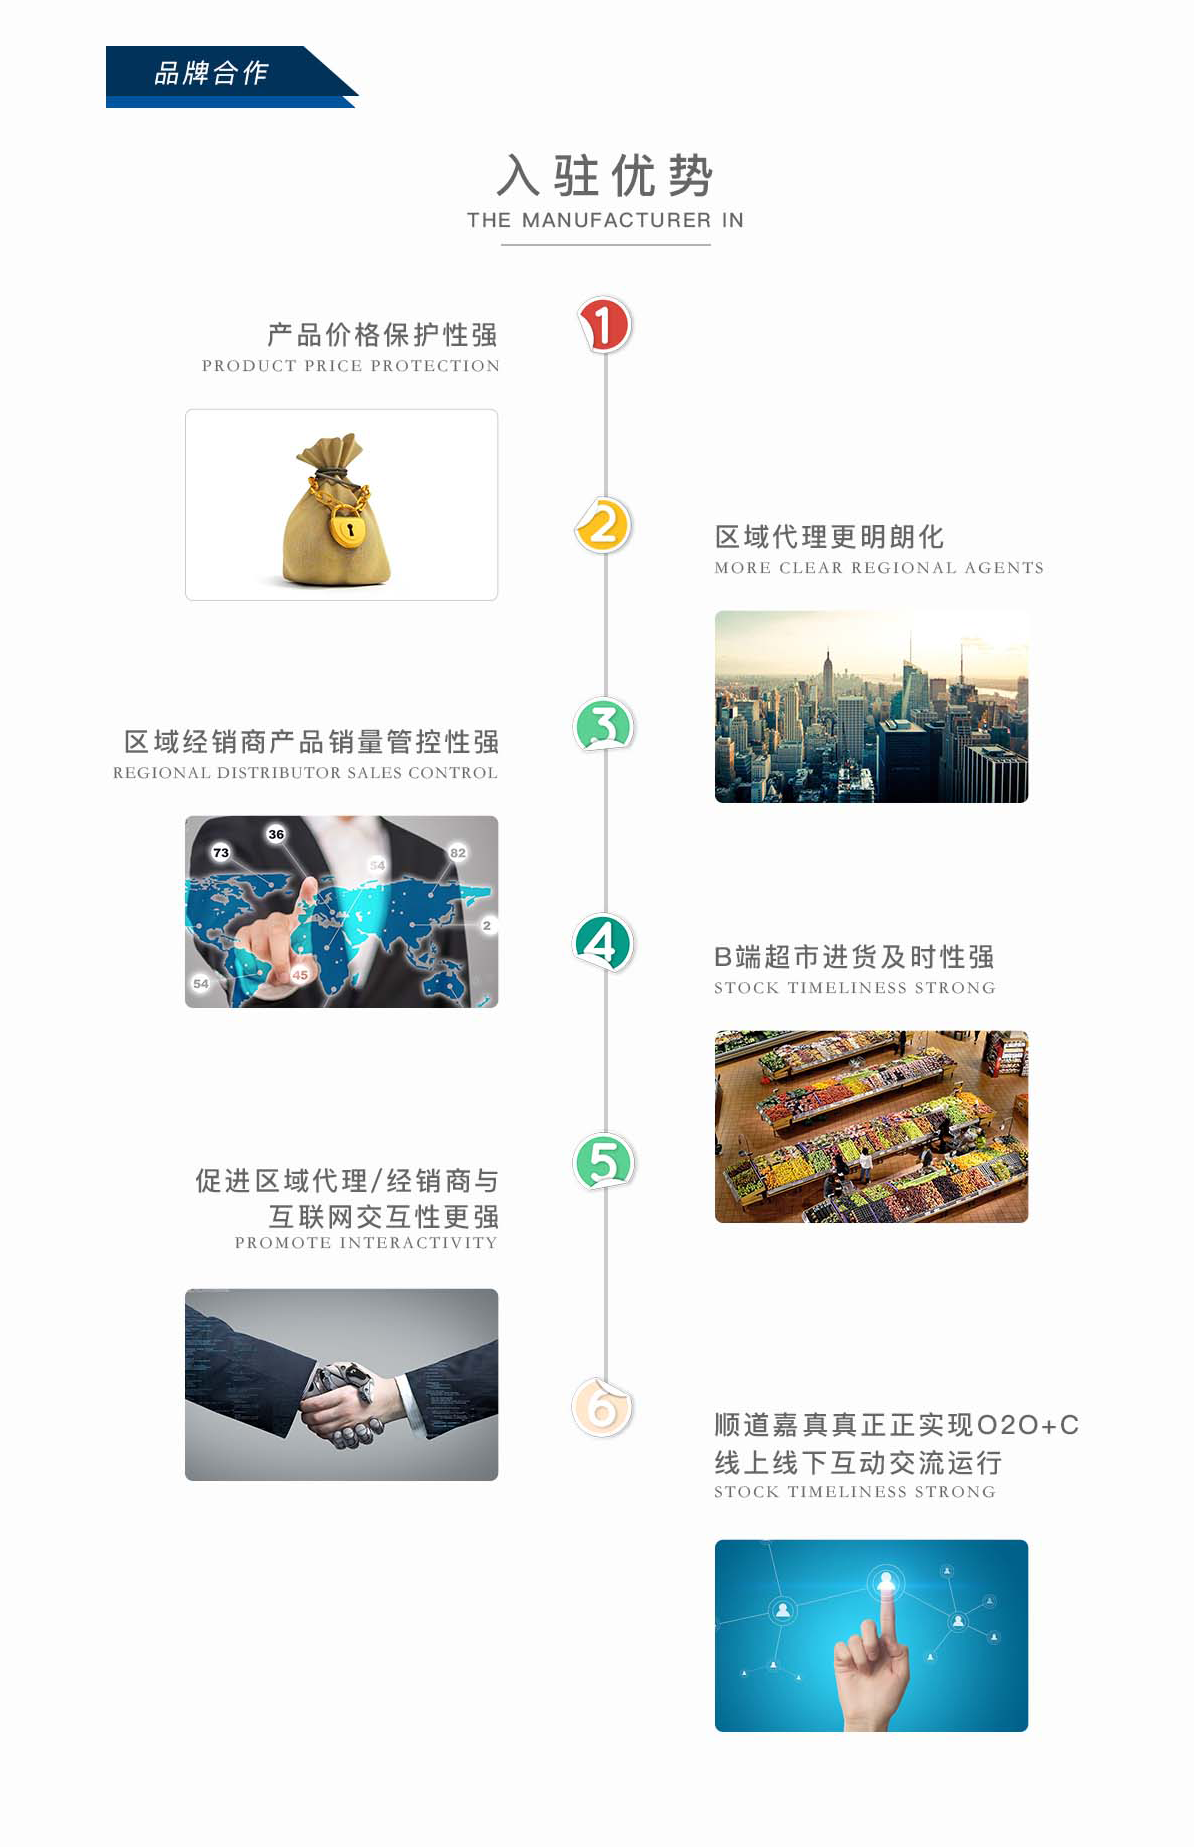 品牌合作
入驻优势
THE MANUFACTURER IN
1
产品价格保护性强
PRODUCT PRICE PROTECTION
2
区域代理更明朗化
MORE CLEAR REGIONAL AGENTS
3
区域经销商产品销量管控性强
REGIONAL DISTRIBUTOR SALES CONTROL
36
73
54
82
2
54
45
4
B端超市进货及时性强
STOCK TIMELINESS STRONG
5
促进区域代理/经销商与
互联网交互性更强
PROMOTE INTERACTIVITY
6
顺道嘉真真正正实现O2O+C
线上线下互动交流运行
STOCK TIMELINESS STRONG